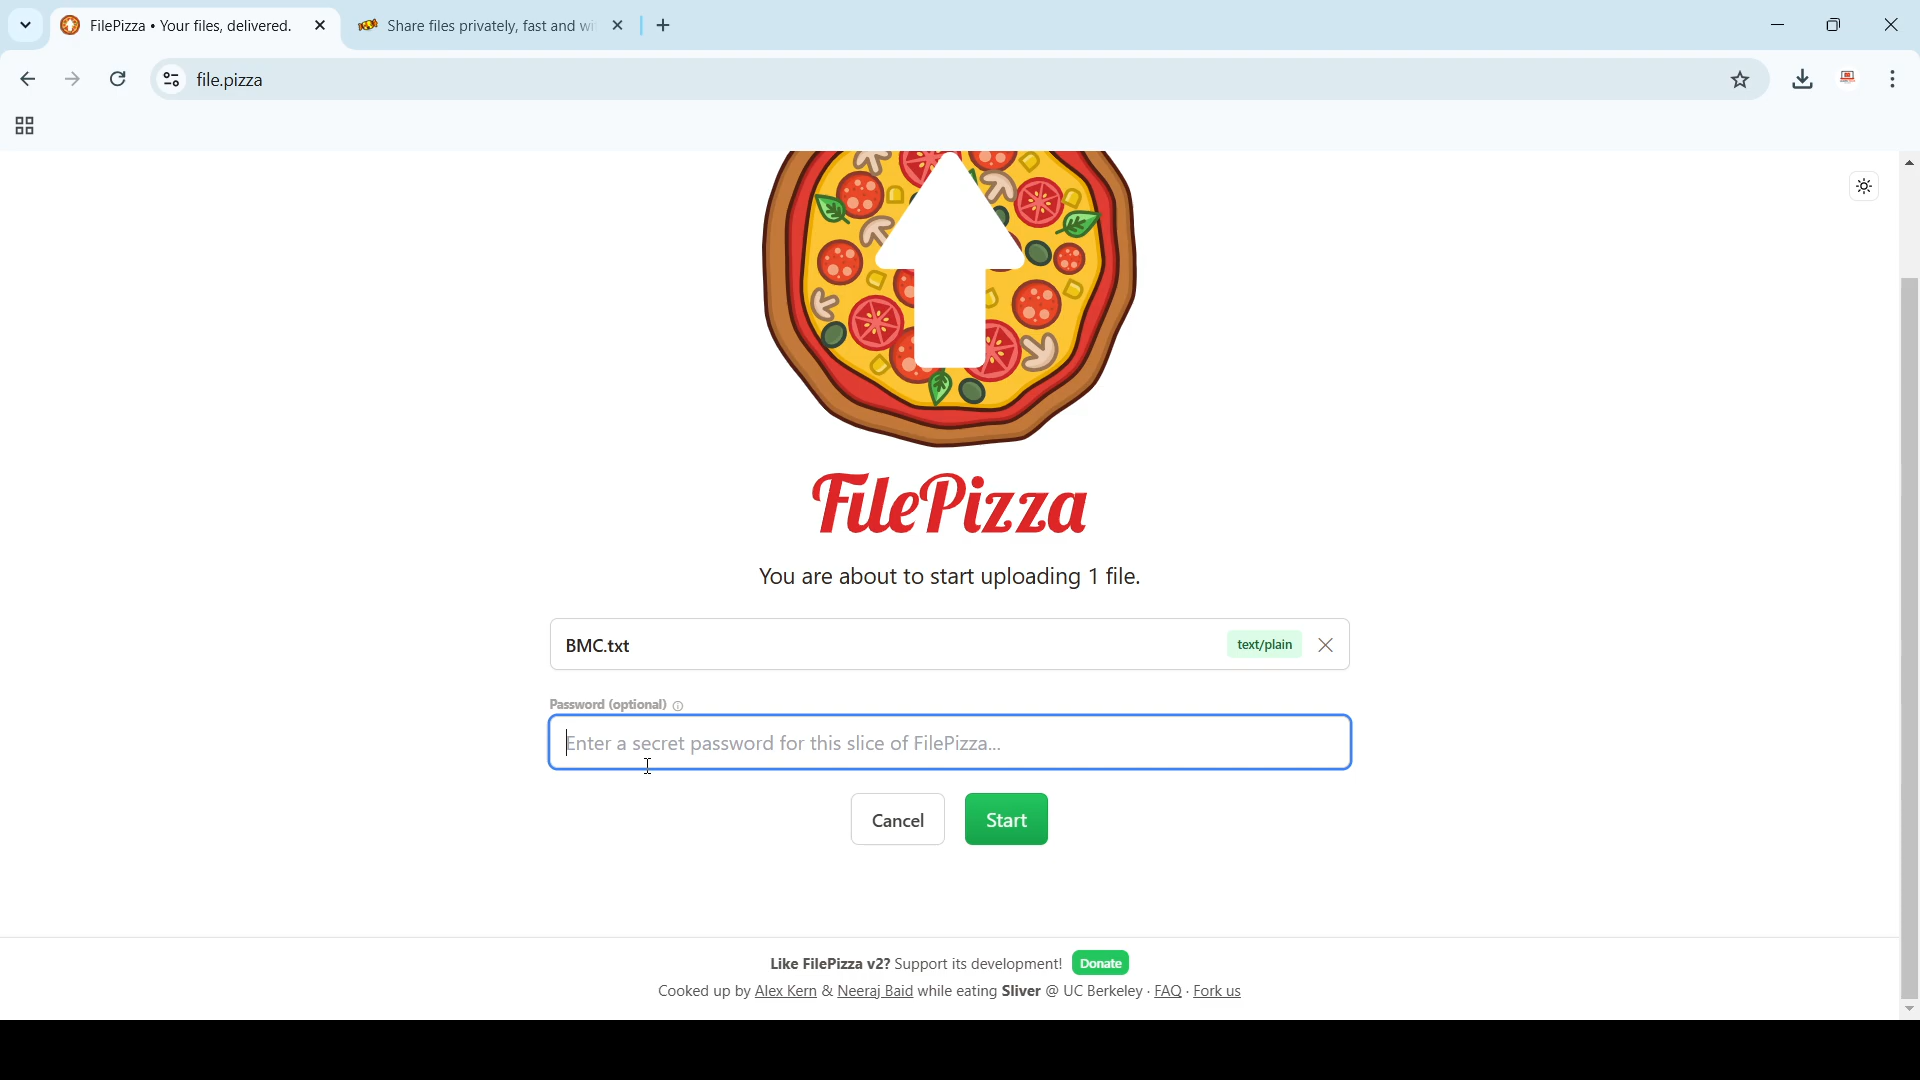 FilePizza • Your files, delivered.
Share files privately, fast and wi
file.pizza
FilePizza
You are about to start uploading 1 file.
BMC.txt
text/plain
Password (optional)
Enter a secret password for this slice of FilePizza...
Cancel
Start
Like FilePizza v2? Support its development! Donate
Cooked up by Alex Kern & Neeraj Baid while eating Sliver @ UC Berkeley · FAQ · Fork us